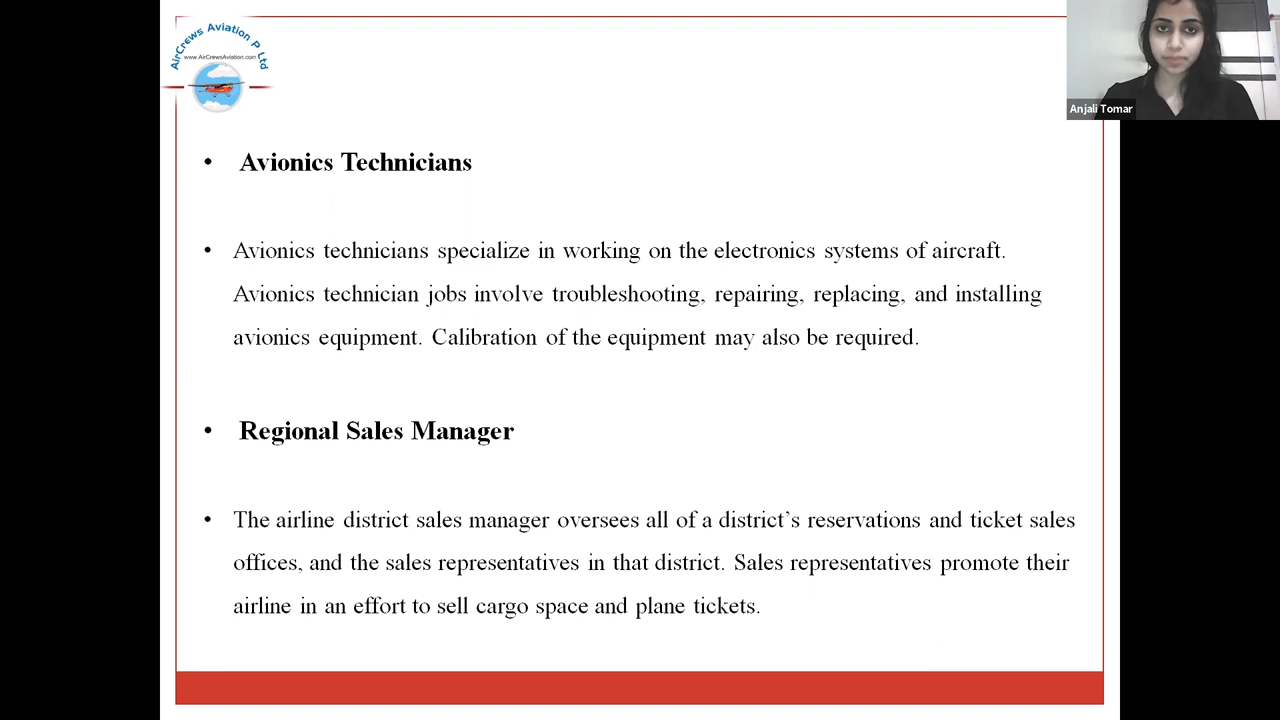 AirCrews Aviation P Ltd
www.AirCrewsAviation.com
Anjali Tomar
• Avionics Technicians
• Avionics technicians specialize in working on the electronics systems of aircraft.
Avionics technician jobs involve troubleshooting, repairing, replacing, and installing
avionics equipment. Calibration of the equipment may also be required.
• Regional Sales Manager
• The airline district sales manager oversees all of a district’s reservations and ticket sales
offices, and the sales representatives in that district. Sales representatives promote their
airline in an effort to sell cargo space and plane tickets.